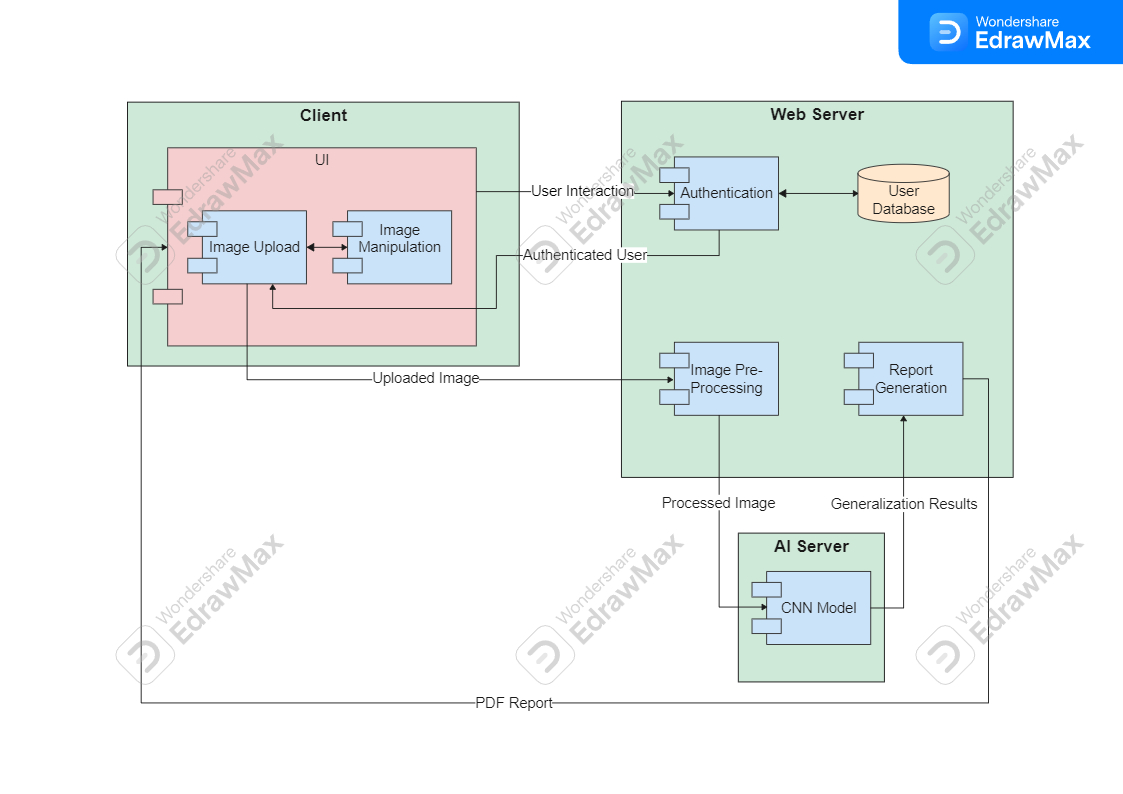 Wondershare
EdrawMax
Client
Web Server
UI
User Interaction
Authentication
User
Database
Image Upload
Image
Manipulation
Authenticated User
Uploaded Image
Image Pre-
Processing
Report
Generation
Processed Image
Generalization Results
AI Server
CNN Model
PDF Report
Wondershare
EdrawMax
Wondershare
EdrawMax
Wondershare
EdrawMax
Wondershare
EdrawMax
Wondershare
EdrawMax
Wondershare
EdrawMax